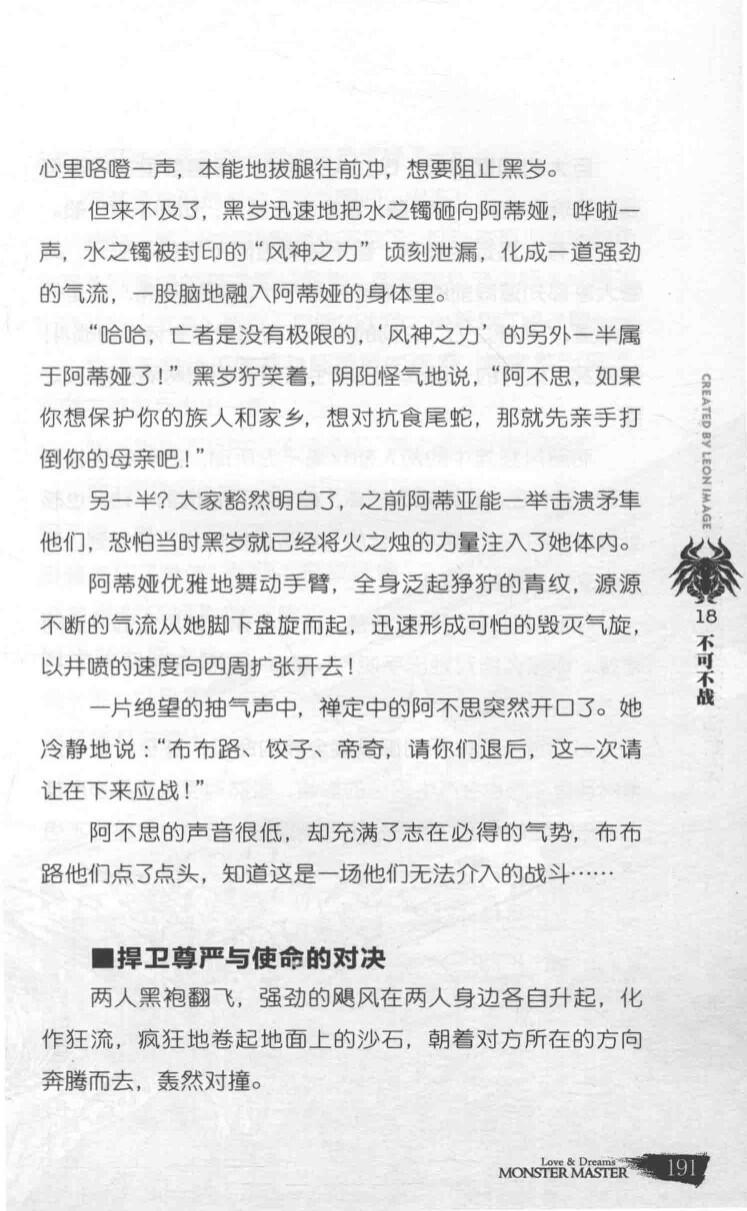 心里咯噔一声，本能地拔腿往前冲，想要阻止黑岁。
但来不及了，黑岁迅速地把水之镯砸向阿蒂娅，哗啦一
声，水之镯被封印的“风神之力”顷刻泄漏，化成一道强劲
的气流，一股脑地融入阿蒂娅的身体里。
“哈哈，亡者是没有极限的，‘风神之力’的另外一半属
于阿蒂娅了！”黑岁狞笑着，阴阳怪气地说，“阿不思，如果
你想保护你的族人和家乡，想对抗食尾蛇，那就先亲手打
倒你的母亲吧！”
另一半？大家豁然明白了，之前阿蒂亚能一举击溃矛隼
他们，恐怕当时黑岁就已经将火之烛的力量注入了她体内。
阿蒂娅优雅地舞动手臂，全身泛起狰狞的青纹，源源
不断的气流从她脚下盘旋而起，迅速形成可怕的毁灭气旋，
以井喷的速度向四周扩张开去！
一片绝望的抽气声中，禅定中的阿不思突然开口了。她
冷静地说：“布布路、饺子、帝奇，请你们退后，这一次请
让在下来应战！”
阿不思的声音很低，却充满了志在必得的气势，布布
路他们点了点头，知道这是一场他们无法介入的战斗……
■捍卫尊严与使命的对决
两人黑袍翻飞，强劲的飓风在两人身边各自升起，化
作狂流，疯狂地卷起地面上的沙石，朝着对方所在的方向
奔腾而去，轰然对撞。
CREATED BY LEON IMAGE
18
不可不战
Love & Dreams
MONSTER MASTER
191